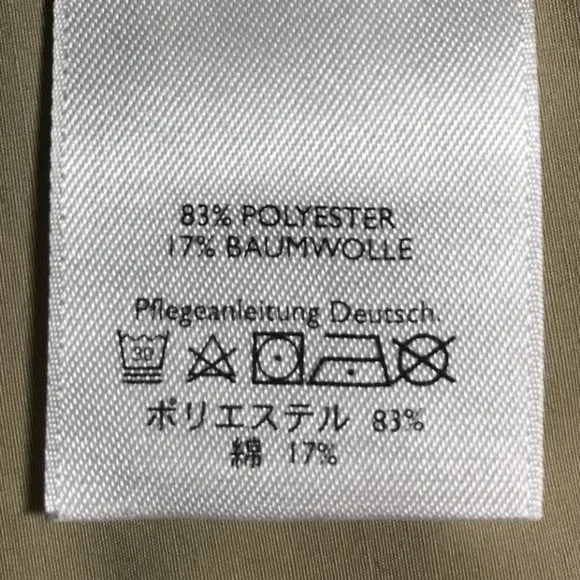 83% POLYESTER
17% BAUMWOLLE
Pflegeanleitung Deutsch.
30
ポリエステル 83%
綿 17%